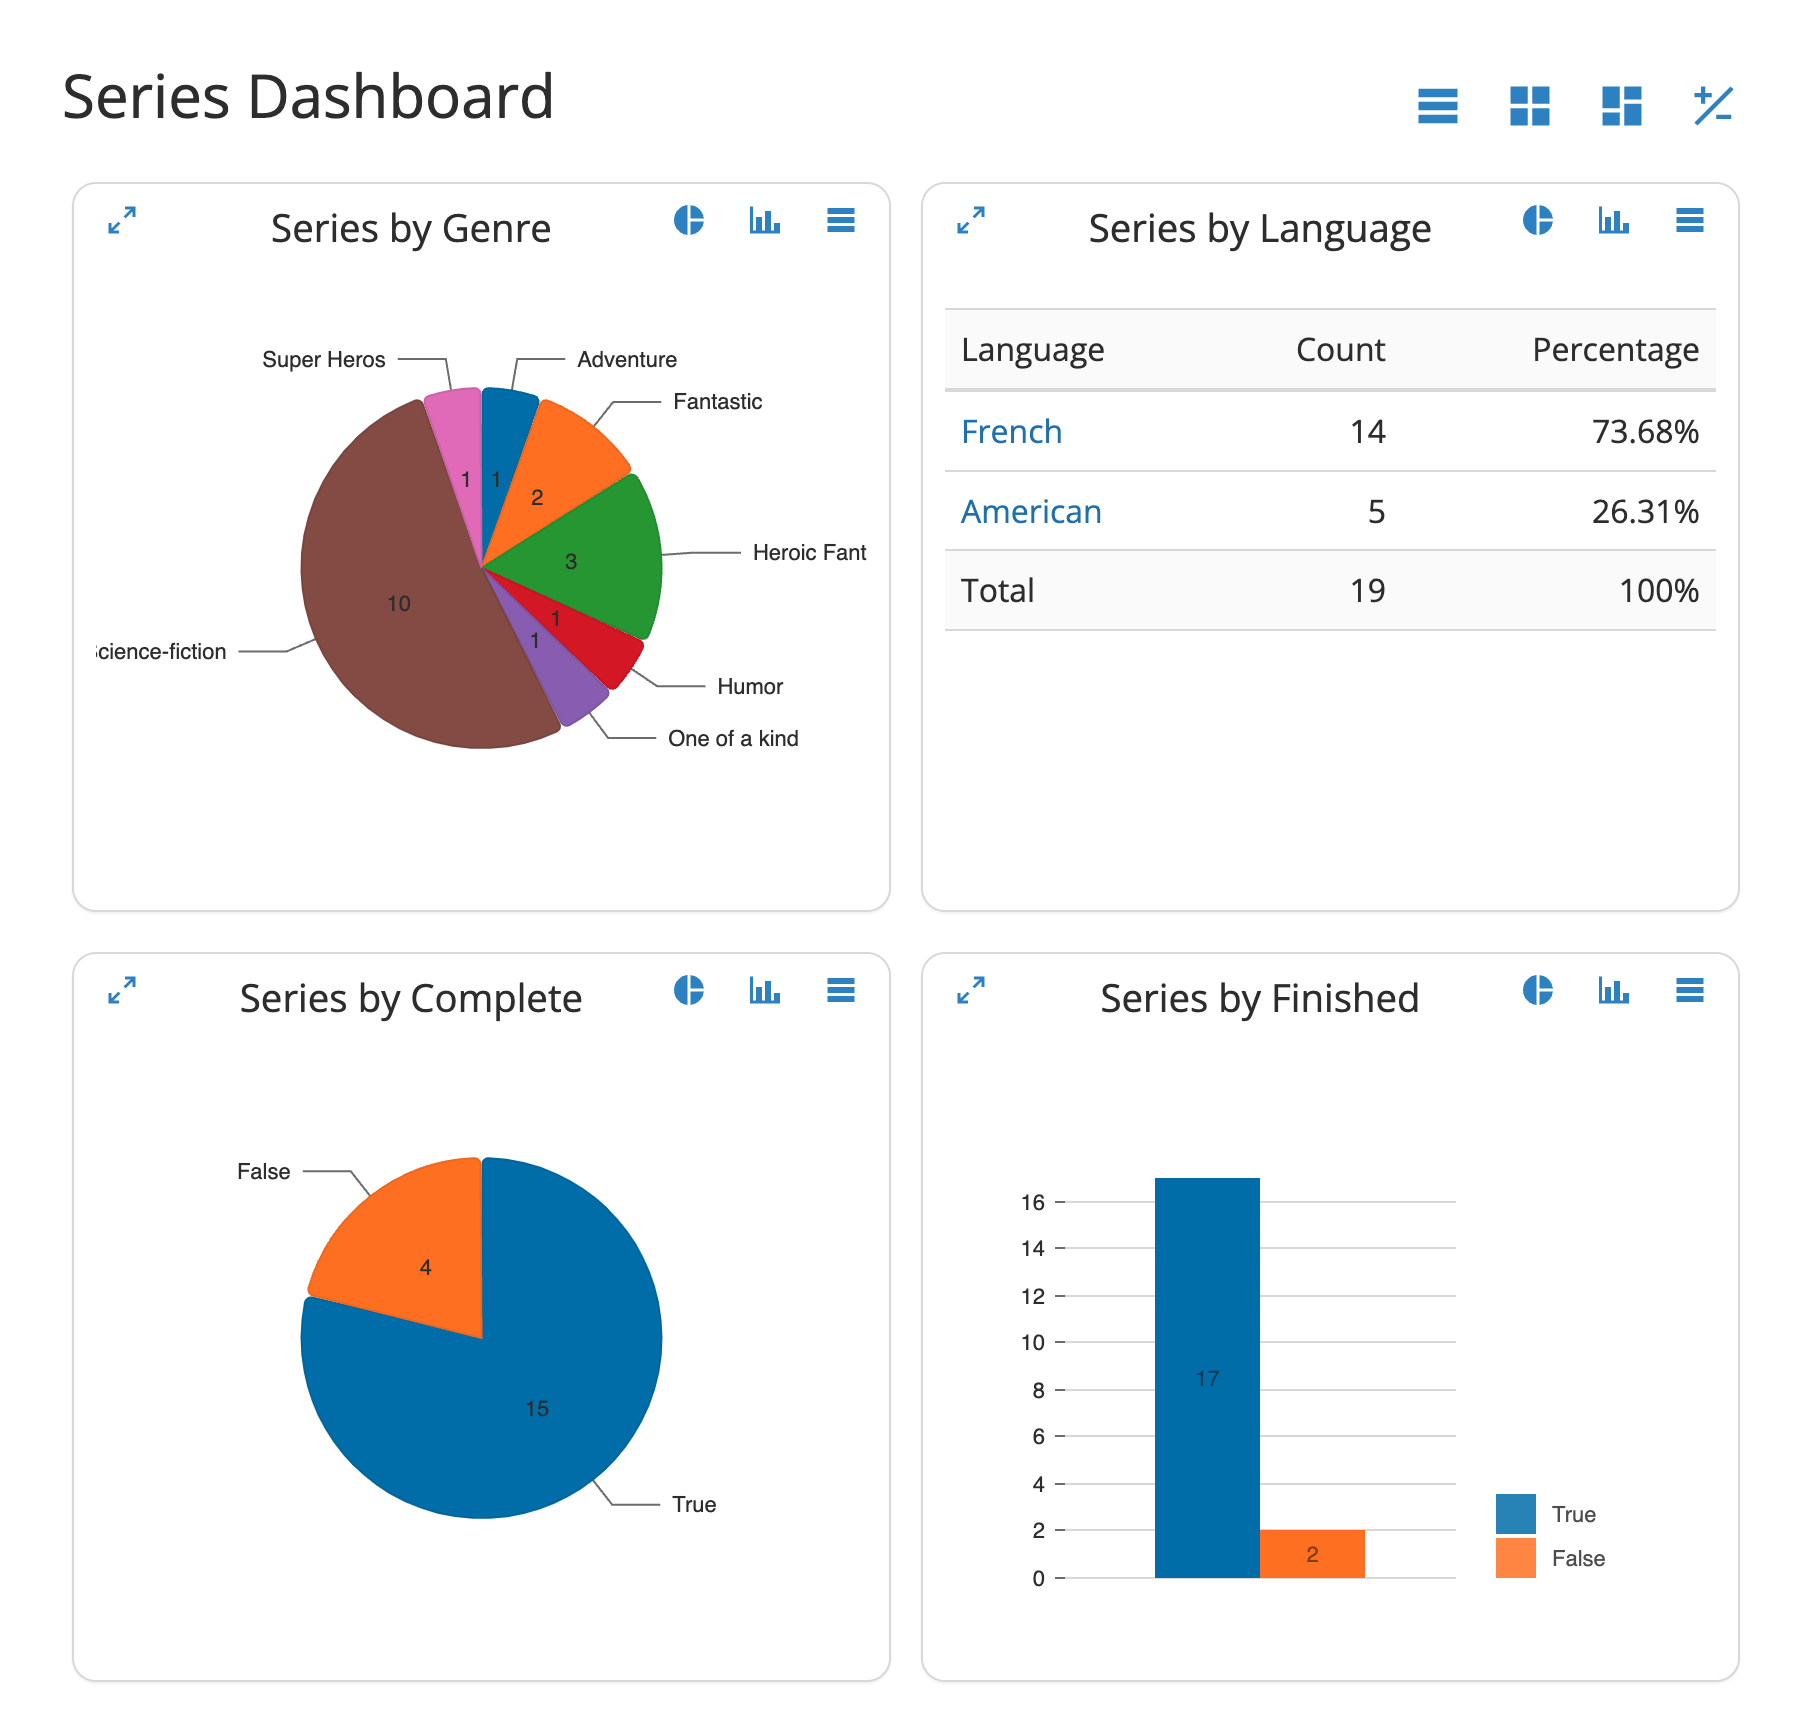 Series Dashboard
Series by Genre
Super Heros
Adventure
Fantastic
1
1
2
Heroic Fant
3
10
1
1
cience-fiction
Humor
One of a kind
Series by Language
Language Count Percentage
French 14 73.68%
American 5 26.31%
Total 19 100%
Series by Complete
False
4
15
True
Series by Finished
16
14
12
10
8
6
4
2
0
17
2
True
False